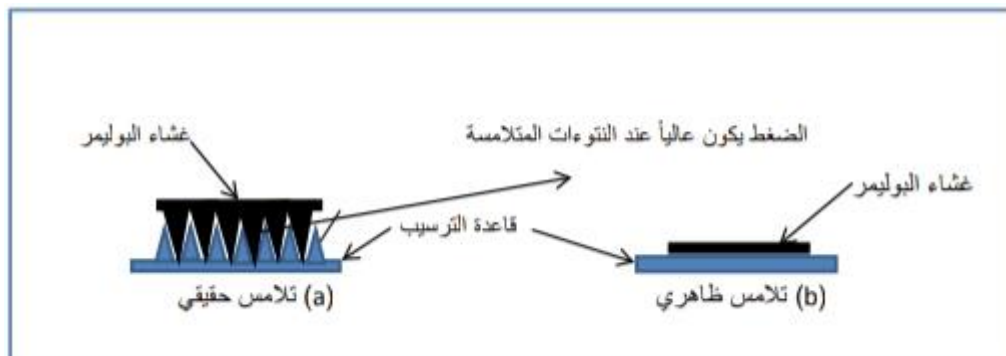 الضغط يكون عالياً عند النتوءات المتلامسة
غشاء البوليمر
غشاء البوليمر
قاعدة الترسيب
(a) تلامس حقيقي
(b) تلامس ظاهري